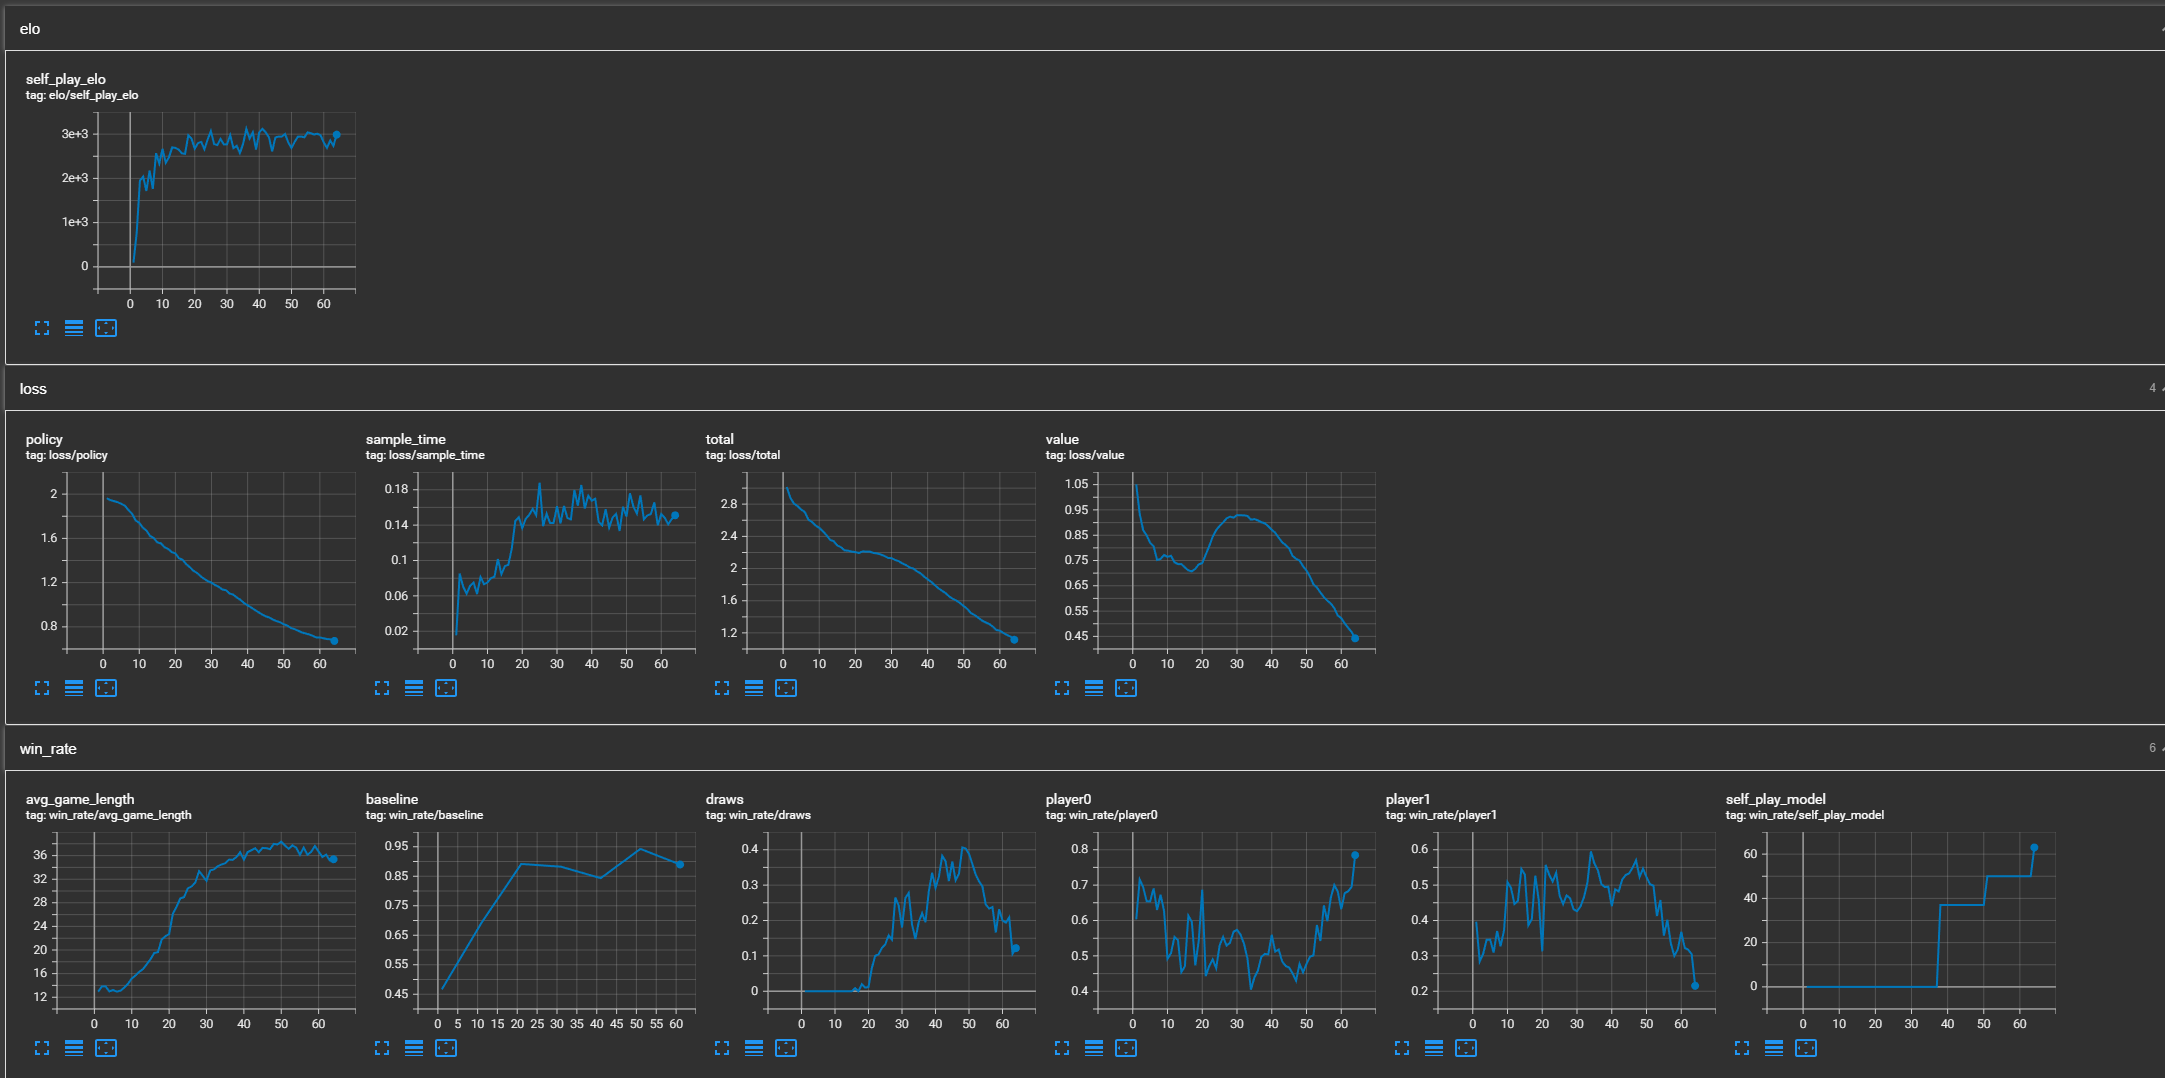 elo
self_play_elo
tag: elo/self_play_elo
3e+3
2e+3
1e+3
0
0 10 20 30 40 50 60
loss
4
policy
tag: loss/policy
2
1.6
1.2
0.8
0 10 20 30 40 50 60
sample_time
tag: loss/sample_time
0.18
0.14
0.1
0.06
0.02
0 10 20 30 40 50 60
total
tag: loss/total
2.8
2.4
2
1.6
1.2
0 10 20 30 40 50 60
value
tag: loss/value
1.05
0.95
0.85
0.75
0.65
0.55
0.45
0 10 20 30 40 50 60
win_rate
6
avg_game_length
tag: win_rate/avg_game_length
36
32
28
24
20
16
12
0 10 20 30 40 50 60
baseline
tag: win_rate/baseline
0.95
0.85
0.75
0.65
0.55
0.45
0 5 10 15 20 25 30 35 40 45 50 55 60
draws
tag: win_rate/draws
0.4
0.3
0.2
0.1
0
0 10 20 30 40 50 60
player0
tag: win_rate/player0
0.8
0.7
0.6
0.5
0.4
0 10 20 30 40 50 60
player1
tag: win_rate/player1
0.6
0.5
0.4
0.3
0.2
0 10 20 30 40 50 60
self_play_model
tag: win_rate/self_play_model
60
40
20
0
0 10 20 30 40 50 60